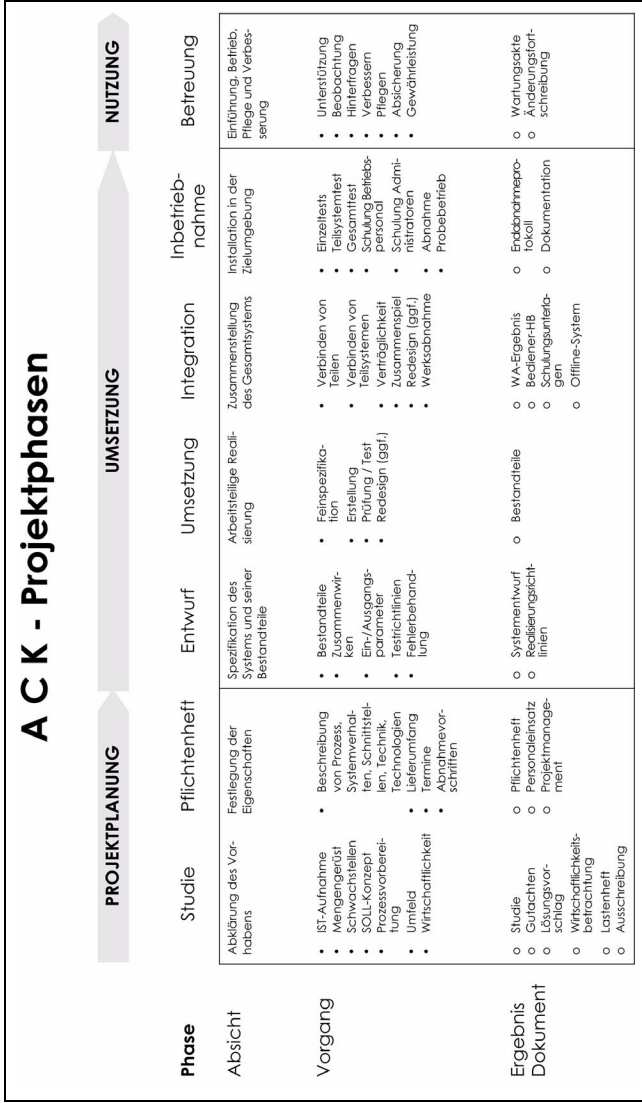 A C K - Projektphasen
PROJEKTPLANUNG
UMSETZUNG
NUTZUNG
Phase
Studie
Pflichtenheft
Entwurf
Umsetzung
Integration
Inbetrieb-
nahme
Betreuung
Absicht
Abklärung des Vor-
habens
Festlegung der
Eigenschaften
Spezifikation des
Systems und seiner
Bestandteile
Arbeitsteilige Reali-
sierung
Zusammenstellung
des Gesamtsystems
Installation in der
Zielumgebung
Einführung, Betrieb,
Pflege und Verbes-
serung
Vorgang
• IST-Aufnahme
• Mengengerüst
• Schwachstellen
• SOLL-Konzept
• Prozessvorberei-
tung
• Umfeld
• Wirtschaftlichkeit
• Beschreibung
von Prozess,
Systemverhal-
ten, Schnittstel-
len, Technik,
Technologien
• Lieferumfang
• Termine
• Abnahmevor-
schriften
• Bestandteile
• Zusammenwir-
ken
• Ein-/Ausgangs-
parameter
• Testrichtlinien
• Fehlerbehand-
lung
• Feinspezifika-
tion
• Erstellung
• Prüfung / Test
• Redesign (ggf.)
• Verbinden von
Teilen
• Verbinden von
Teilsystemen
• Verträglichkeit
• Zusammenspiel
• Redesign (ggf.)
• Werksabnahme
• Einzeltests
• Teilsystemtest
• Gesamttest
• Schulung Betriebs-
personal
• Schulung Admi-
nistratoren
• Abnahme
• Probebetrieb
• Unterstützung
• Beobachtung
• Hinterfragen
• Verbessern
• Pflegen
• Absicherung
• Gewährleistung
Ergebnis
Dokument
○ Studie
○ Gutachten
○ Lösungsvor-
schlag
○ Wirtschaftlichkeits-
betrachtung
○ Lastenheft
○ Ausschreibung
○ Pflichtenheft
○ Personaleinsatz
○ Projektmanage-
ment
○ Systementwurf
○ Realisierungsricht-
linien
○ Bestandteile
○ WA-Ergebnis
○ Bediener-HB
○ Schulungsunterla-
gen
○ Offline-System
○ Endabnahmepro-
tokoll
○ Dokumentation
○ Wartungsakte
○ Änderungsfort-
schreibung